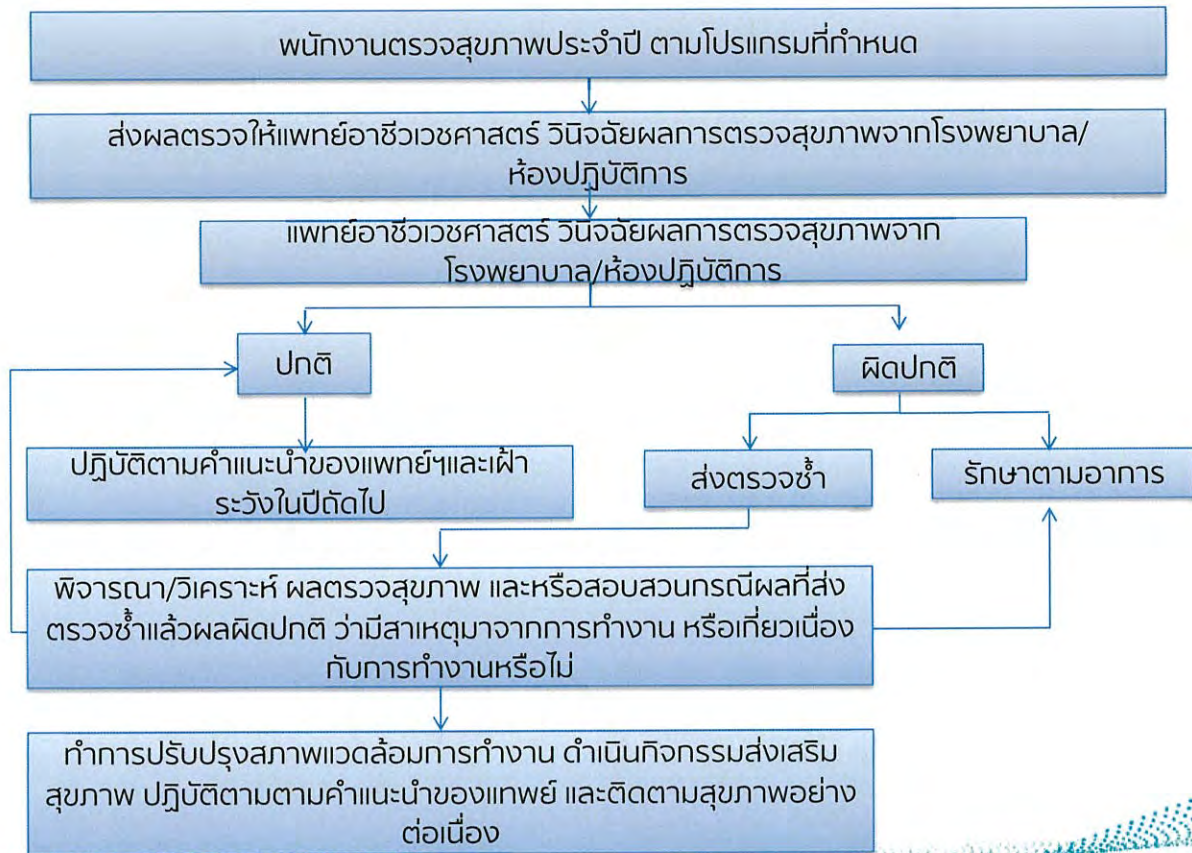 พนักงานตรวจสุขภาพประจำปี ตามโปรแกรมที่กำหนด
ส่งผลตรวจให้แพทย์อาชีวเวชศาสตร์ วินิจฉัยผลการตรวจสุขภาพจากโรงพยาบาล/
ห้องปฏิบัติการ
แพทย์อาชีวเวชศาสตร์ วินิจฉัยผลการตรวจสุขภาพจาก
โรงพยาบาล/ห้องปฏิบัติการ
ปกติ
ผิดปกติ
ปฏิบัติตามคำแนะนำของแพทย์ฯและเฝ้า
ระวังในปีถัดไป
ส่งตรวจซ้ำ
รักษาตามอาการ
พิจารณา/วิเคราะห์ ผลตรวจสุขภาพ และหรือสอบสวนกรณีผลที่ส่ง
ตรวจซ้ำแล้วผลผิดปกติ ว่ามีสาเหตุมาจากการทำงาน หรือเกี่ยวเนื่อง
กับการทำงานหรือไม่
ทำการปรับปรุงสภาพแวดล้อมการทำงาน ดำเนินกิจกรรมส่งเสริม
สุขภาพ ปฏิบัติตามตามคำแนะนำของแทพย์ และติดตามสุขภาพอย่าง
ต่อเนื่อง